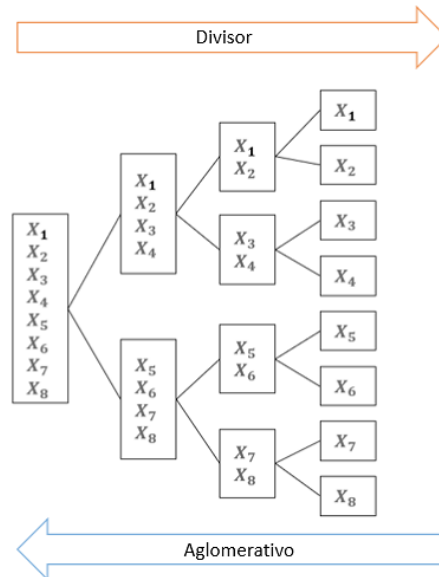 Divisor
X₁
X₂
X₃
X₄
X₅
X₆
X₇
X₈
X₁
X₂
X₃
X₄
X₅
X₆
X₇
X₈
X₁
X₂
X₃
X₄
X₅
X₆
X₇
X₈
X₁
X₂
X₃
X₄
X₅
X₆
X₇
X₈
Aglomerativo